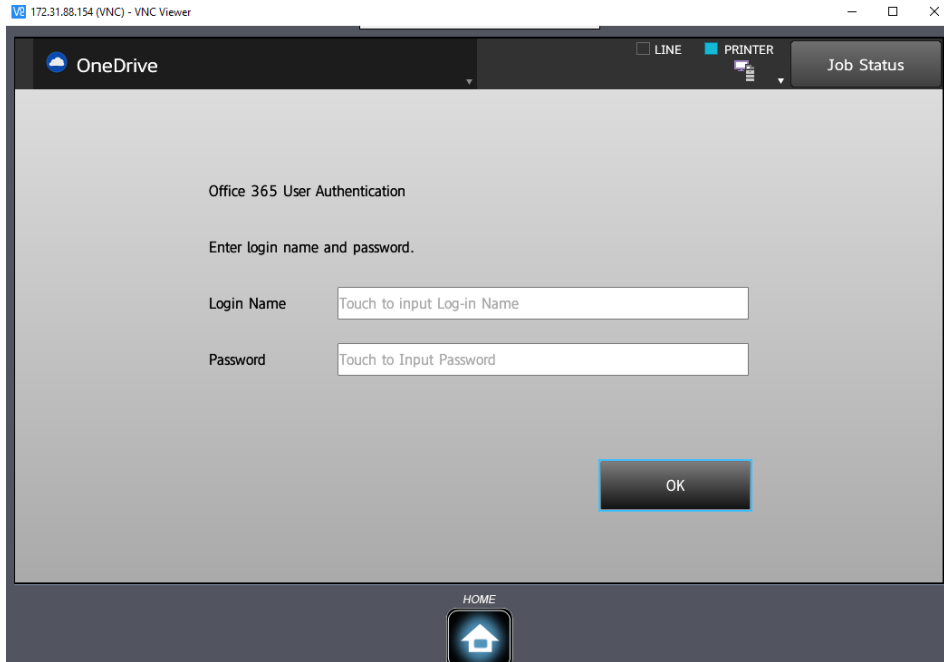 172.31.88.154 (VNC) - VNC Viewer
OneDrive
LINE
PRINTER
Job Status
Office 365 User Authentication
Enter login name and password.
Login Name
Touch to input Log-in Name
Password
Touch to Input Password
OK
HOME